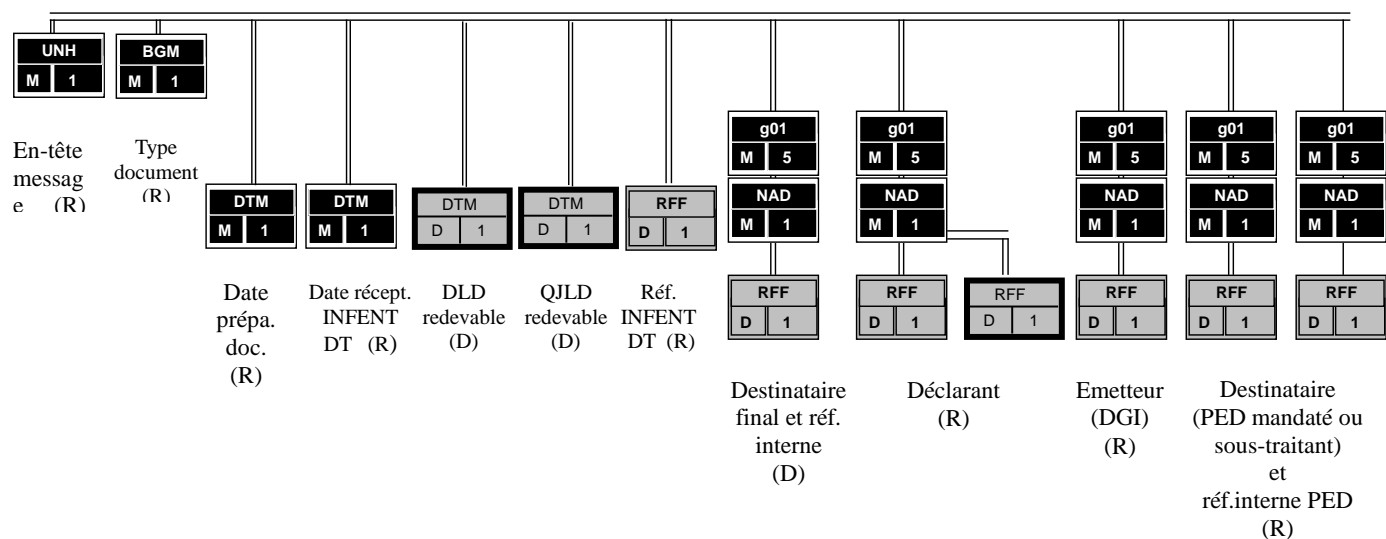 UNH
M 1
BGM
M 1
En-tête
messag
e (R)
Type
document
(R)
DTM
M 1
DTM
M 1
DTM
D 1
DTM
D 1
RFF
D 1
Date
prépa.
doc.
(R)
Date récept.
INFENT
DT (R)
DLD
redevable
(D)
QJLD
redevable
(D)
Réf.
INFENT
DT (R)
g01
M 5
NAD
M 1
RFF
D 1
Destinataire
final et réf.
interne
(D)
g01
M 5
NAD
M 1
RFF
D 1
RFF
D 1
Déclarant
(R)
g01
M 5
NAD
M 1
RFF
D 1
Emetteur
(DGI)
(R)
g01
M 5
NAD
M 1
RFF
D 1
g01
M 5
NAD
M 1
RFF
D 1
Destinataire
(PED mandaté ou
sous-traitant)
et
réf.interne PED
(R)